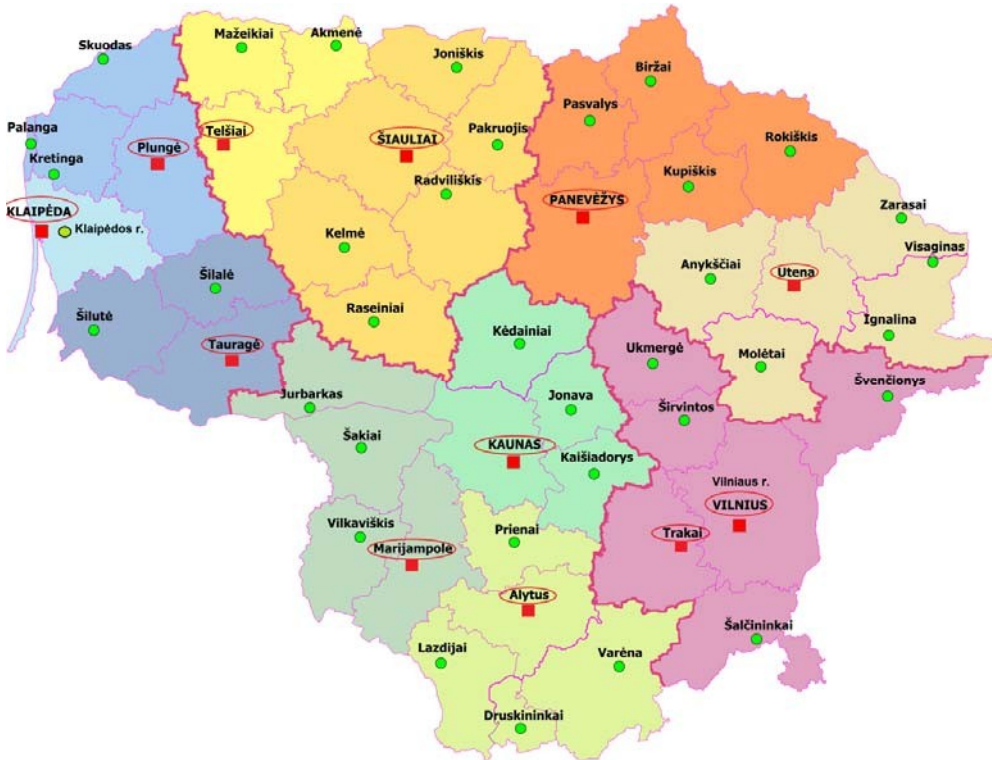 Skuodas
Mažeikiai
Akmenė
Joniškis
Biržai
Pasvalys
Palanga
Kretinga
Plungė
Telšiai
ŠIAULIAI
Pakruojis
Rokiškis
Kupiškis
Radviliškis
PANEVĖŽYS
KLAIPĖDA
Klaipėdos r.
Kelmė
Zarasai
Visaginas
Anykščiai
Utena
Šilalė
Šilutė
Raseiniai
Tauragė
Kėdainiai
Ukmergė
Molėtai
Ignalina
Švenčionys
Jurbarkas
Jonava
Širvintos
Šakiai
KAUNAS
Kaišiadorys
Vilniaus r.
VILNIUS
Vilkaviškis
Marijampole
Prienai
Trakai
Alytus
Šalčininkai
Lazdijai
Varėna
Druskininkai